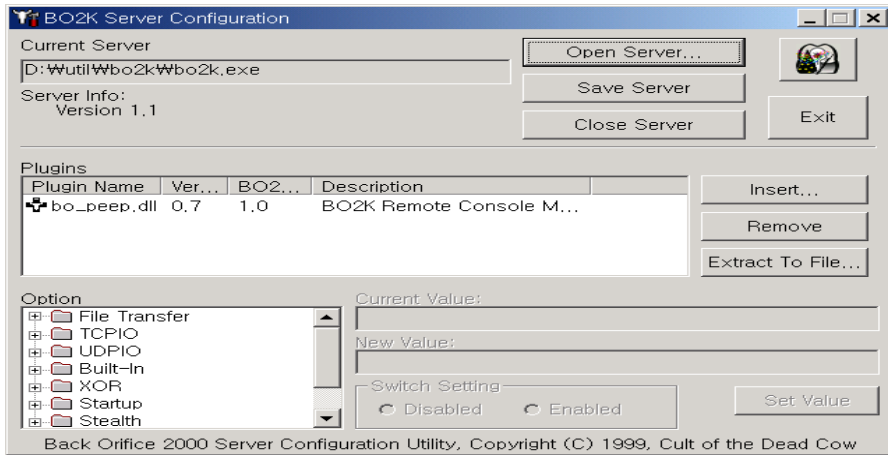 BO2K Server Configuration
Current Server
D:₩util₩bo2k₩bo2k.exe
Server Info:
Version 1.1
Open Server...
Save Server
Close Server
Exit
Plugins
Plugin Name Ver... BO2... Description
bo_peep.dll 0.7 1.0 BO2K Remote Console M...
Insert...
Remove
Extract To File...
Option
File Transfer
TCPIO
UDPIO
Built-In
XOR
Startup
Stealth
Current Value:
New Value:
Switch Setting
Disabled Enabled
Set Value
Back Orifice 2000 Server Configuration Utility, Copyright (C) 1999, Cult of the Dead Cow